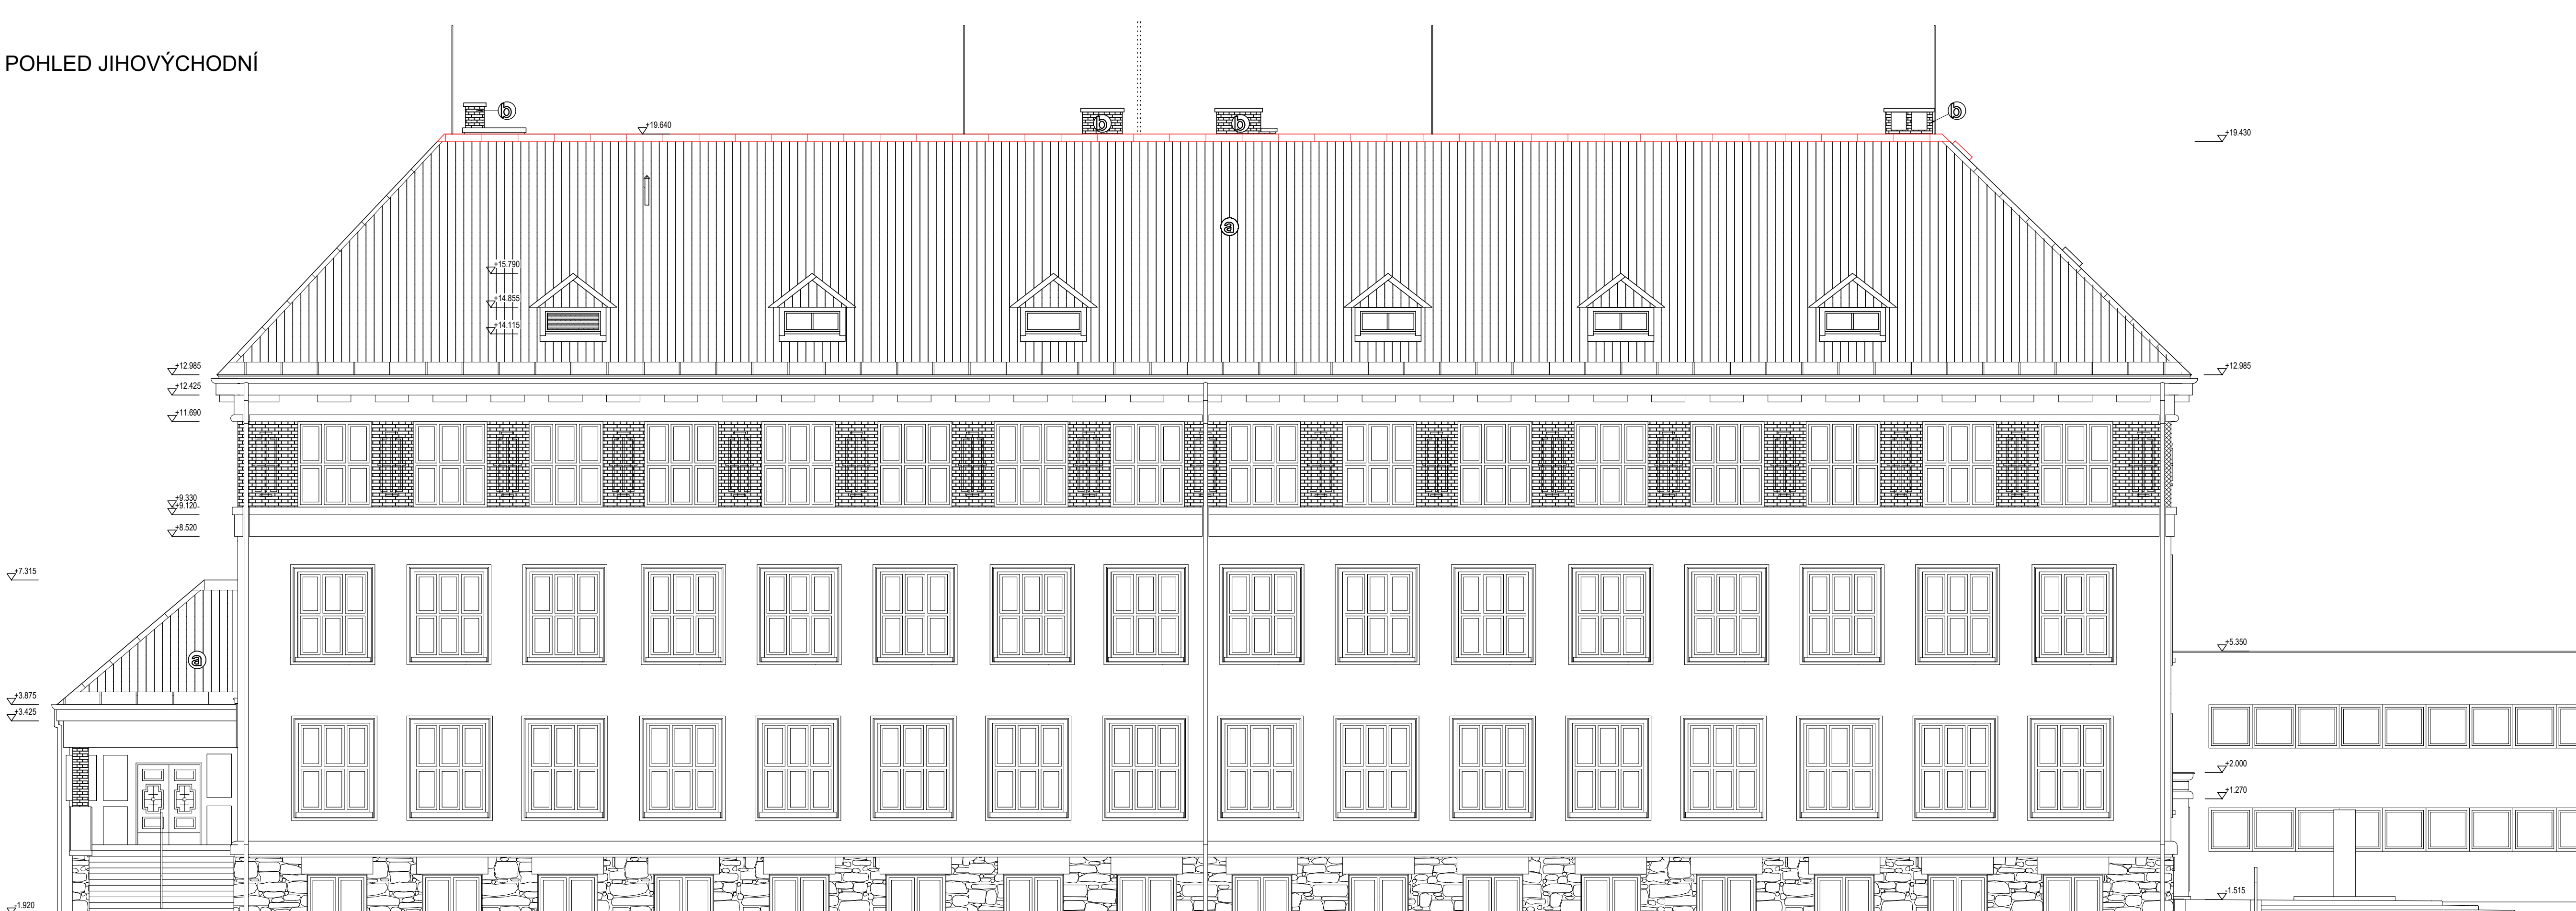 POHLED JIHOVÝCHODNÍ
b
b
b
b
+19.640
+19.430
a
+15.790
+14.855
+14.115
+12.985
+12.985
+12.425
+11.690
+9.330
+9.120
+8.520
+7.315
+5.350
a
+3.875
+3.425
+2.000
+1.270
-1.515
-1.920